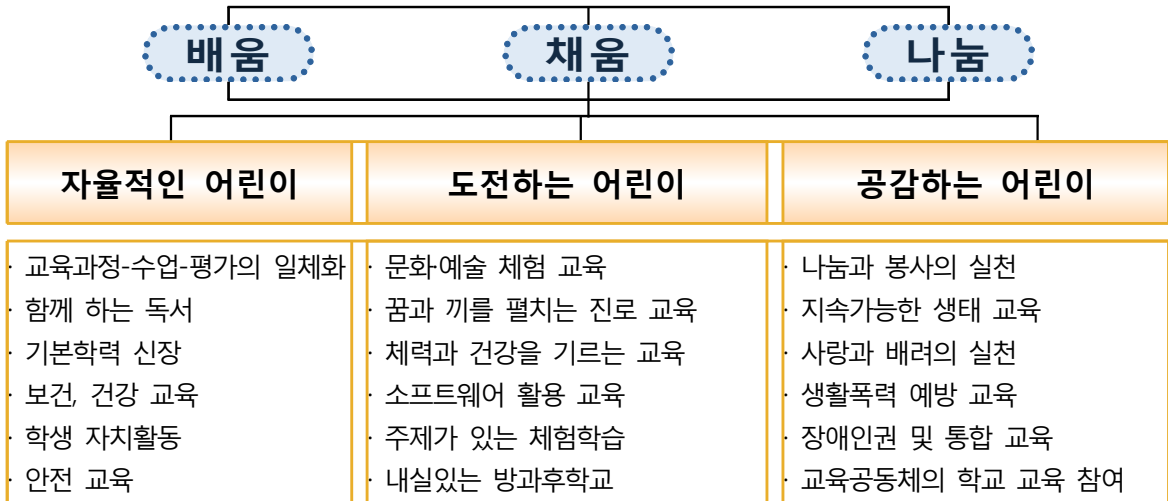 배움
채움
나눔
자율적인 어린이
도전하는 어린이
공감하는 어린이
· 교육과정-수업-평가의 일체화
· 함께 하는 독서
· 기본학력 신장
· 보건, 건강 교육
· 학생 자치활동
· 안전 교육
· 문화·예술 체험 교육
· 꿈과 끼를 펼치는 진로 교육
· 체력과 건강을 기르는 교육
· 소프트웨어 활용 교육
· 주제가 있는 체험학습
· 내실있는 방과후학교
· 나눔과 봉사의 실천
· 지속가능한 생태 교육
· 사랑과 배려의 실천
· 생활폭력 예방 교육
· 장애인권 및 통합 교육
· 교육공동체의 학교 교육 참여